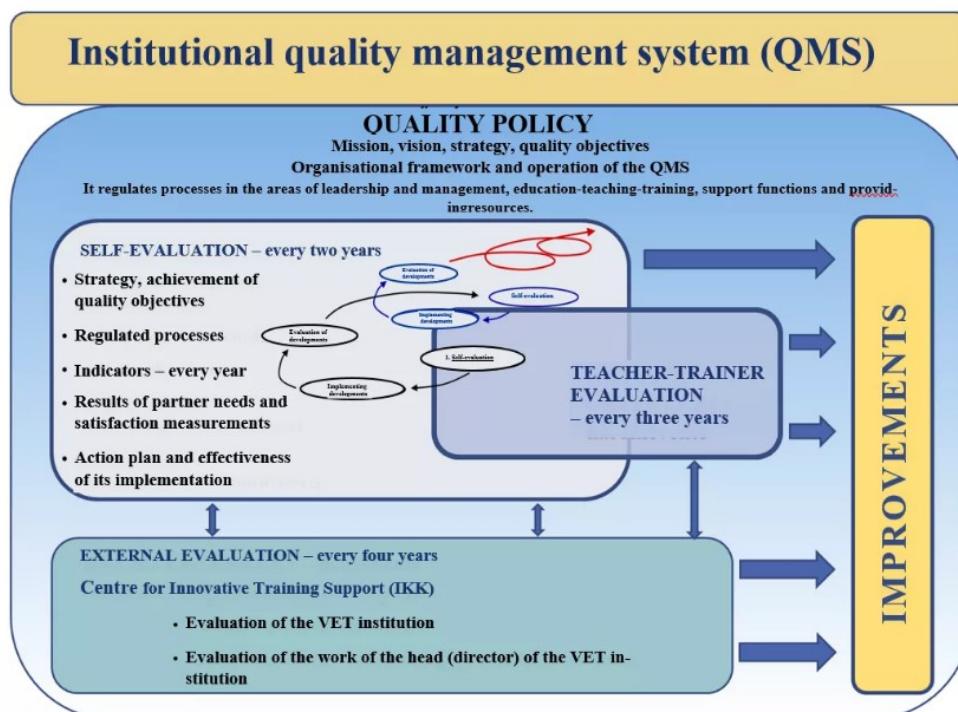 Institutional quality management system (QMS)
QUALITY POLICY
Mission, vision, strategy, quality objectives
Organisational framework and operation of the QMS
It regulates processes in the areas of leadership and management, education-teaching-training, support functions and provid-
ingresources.
SELF-EVALUATION – every two years
• Strategy, achievement of
quality objectives
• Regulated processes
• Indicators – every year
• Results of partner needs and
satisfaction measurements
• Action plan and effectiveness
of its implementation
Evaluation of
developments
Self-evaluation
Implementing
developments
Evaluation of
developments
1. Self-evaluation
Implementing
developments
TEACHER-TRAINER
EVALUATION
– every three years
EXTERNAL EVALUATION – every four years
Centre for Innovative Training Support (IKK)
• Evaluation of the VET institution
• Evaluation of the work of the head (director) of the VET in-
stitution
IMPROVEMENTS